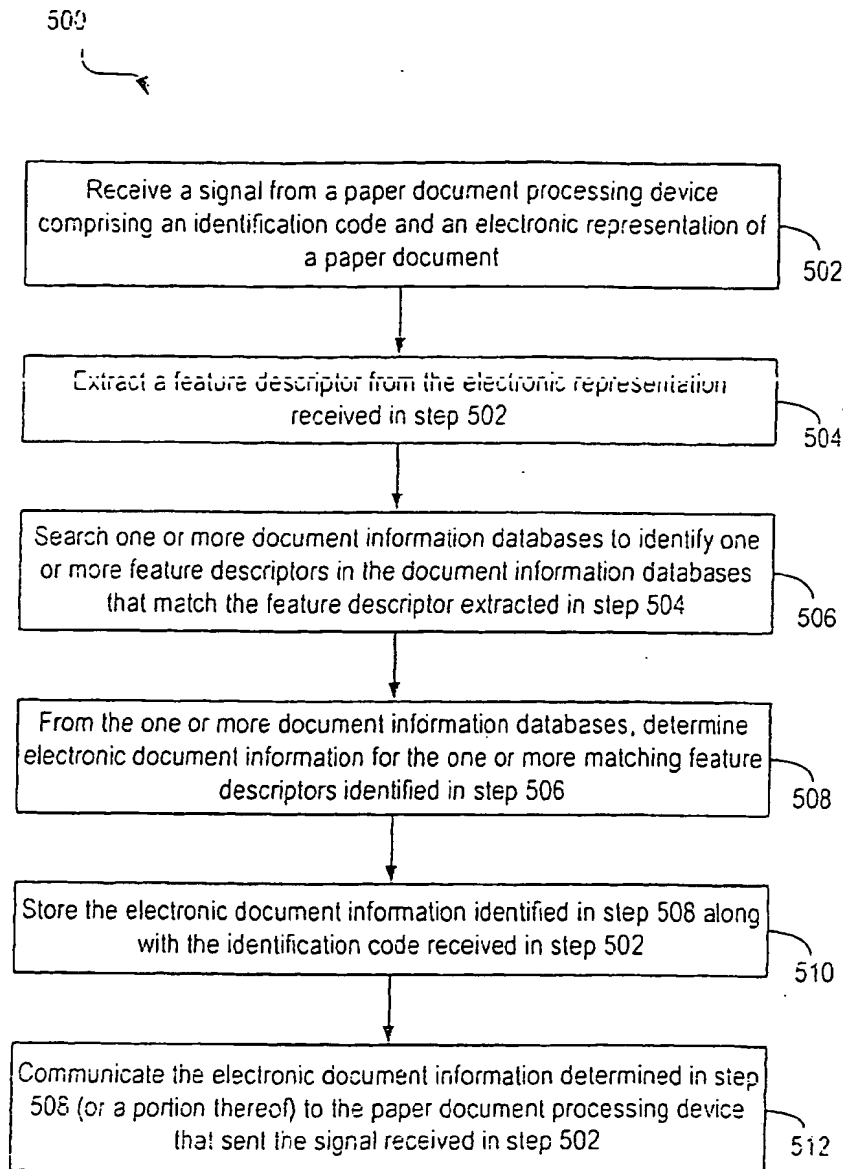 500
Receive a signal from a paper document processing device
comprising an identification code and an electronic representation of
a paper document
502
Extract a feature descriptor from the electronic representation
received in step 502
504
Search one or more document information databases to identify one
or more feature descriptors in the document information databases
that match the feature descriptor extracted in step 504
506
From the one or more document information databases, determine
electronic document information for the one or more matching feature
descriptors identified in step 506
508
Store the electronic document information identified in step 508 along
with the identification code received in step 502
510
Communicate the electronic document information determined in step
508 (or a portion thereof) to the paper document processing device
that sent the signal received in step 502
512